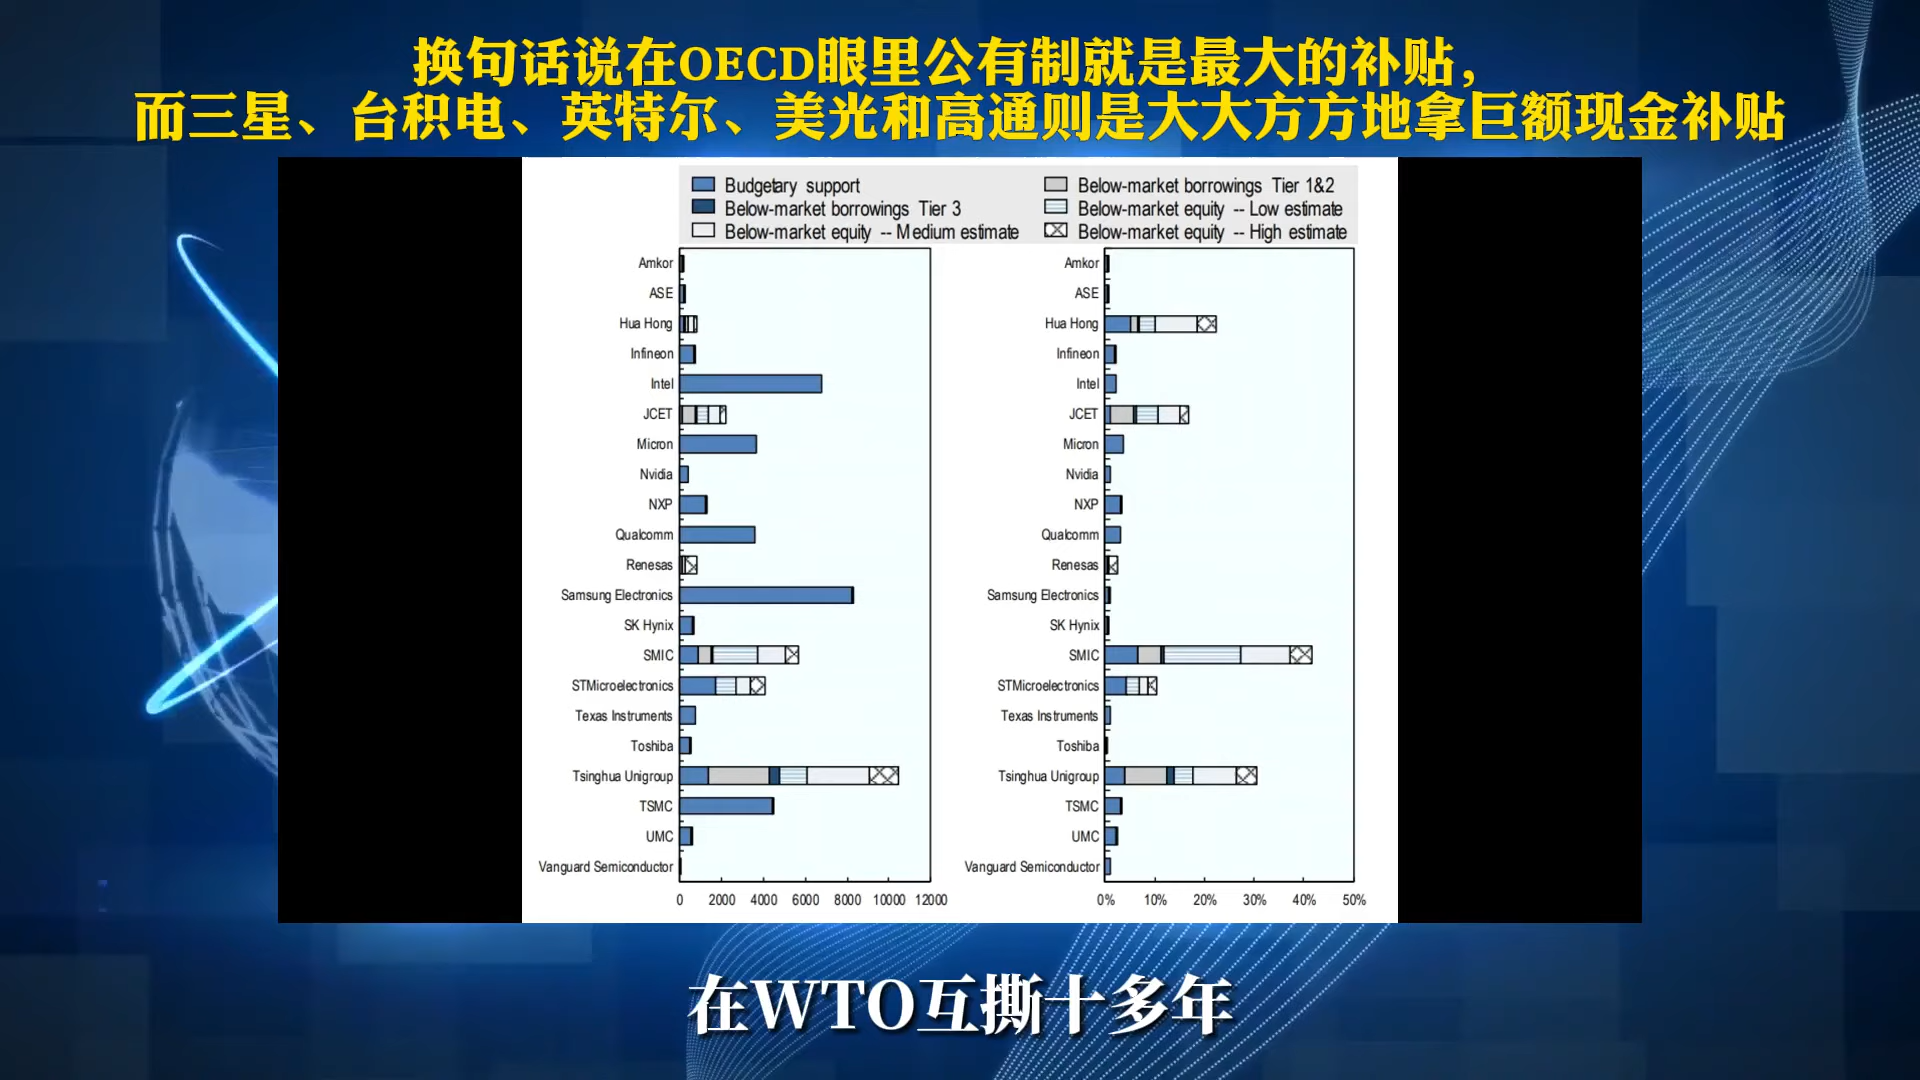 换句话说在OECD眼里公有制就是最大的补贴，
而三星、台积电、英特尔、美光和高通则是大大方方地拿巨额现金补贴
Budgetary support
Below-market borrowings Tier 1&2
Below-market borrowings Tier 3
Below-market equity -- Low estimate
Below-market equity -- Medium estimate
Below-market equity -- High estimate
Amkor
ASE
Hua Hong
Infineon
Intel
JCET
Micron
Nvidia
NXP
Qualcomm
Renesas
Samsung Electronics
SK Hynix
SMIC
STMicroelectronics
Texas Instruments
Toshiba
Tsinghua Unigroup
TSMC
UMC
Vanguard Semiconductor
0 2000 4000 6000 8000 10000 12000
Amkor
ASE
Hua Hong
Infineon
Intel
JCET
Micron
Nvidia
NXP
Qualcomm
Renesas
Samsung Electronics
SK Hynix
SMIC
STMicroelectronics
Texas Instruments
Toshiba
Tsinghua Unigroup
TSMC
UMC
Vanguard Semiconductor
0% 10% 20% 30% 40% 50%
在WTO互撕十多年